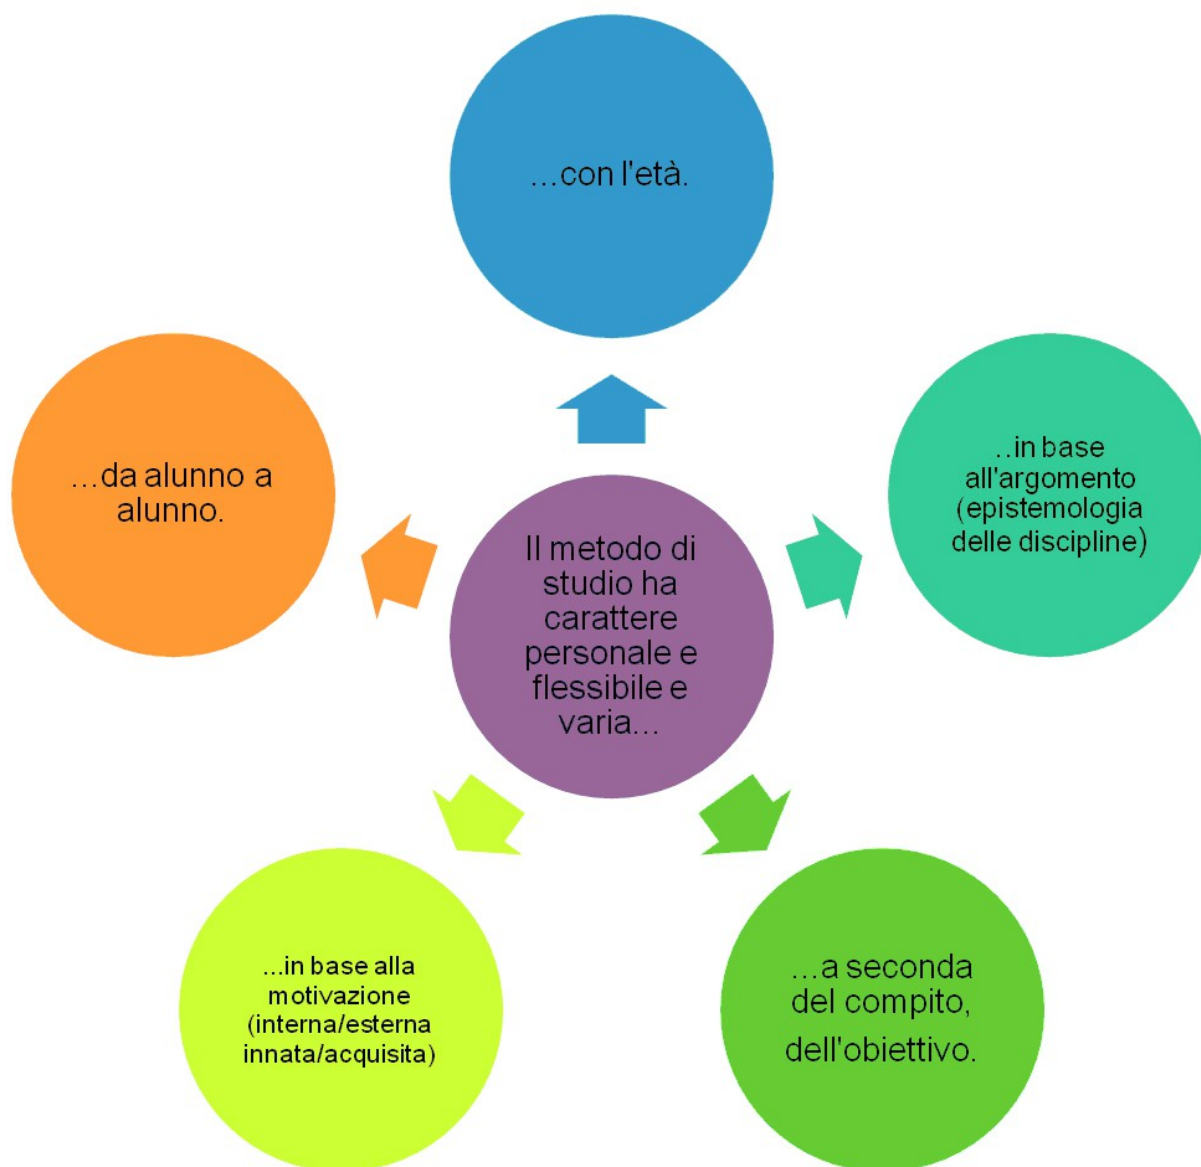 ...con l'età.
...da alunno a
alunno.
..in base
all'argomento
(epistemologia
delle discipline)
Il metodo di
studio ha
carattere
personale e
flessibile e
varia...
...in base alla
motivazione
(interna/esterna
innata/acquisita)
...a seconda
del compito,
dell'obiettivo.